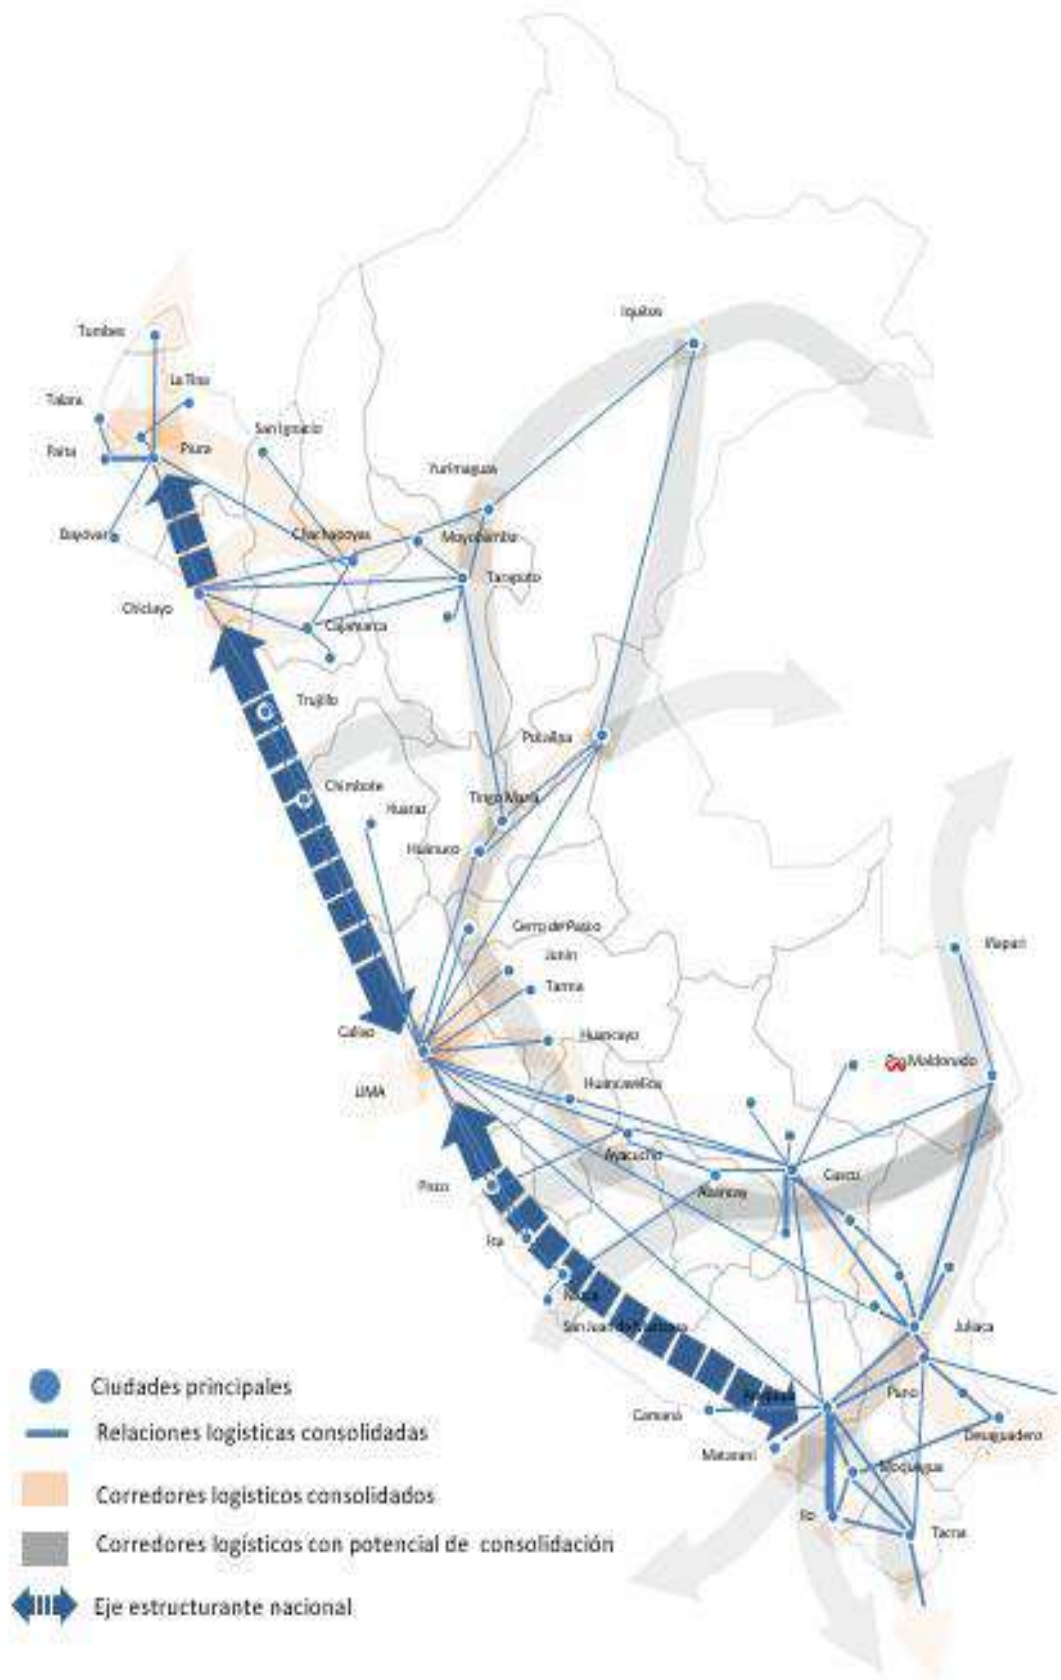 Iquitos
Tumbes
La Tina
Talara
San Ignacio
Paita
Piura
Yurimaguas
Bayóvar
Chachapoyas
Moyobamba
Tarapoto
Chiclayo
Cajamarca
Trujillo
Pucallpa
Chimbote
Tingo María
Huaraz
Huánuco
Cerro de Pasco
Iñapari
Junín
Tarma
Callao
Huancayo
Maldonado
Huancavelica
LIMA
Ayacucho
Cusco
Pisco
Abancay
Ica
Nazca
San Juan de Marcona
Juliaca
Ciudades principales
Puno
Arequipa
Camaná
Relaciones logísticas consolidadas
Desaguadero
Matarani
Moquegua
Corredores logísticos consolidados
Ilo
Tacna
Corredores logísticos con potencial de consolidación
Eje estructurante nacional